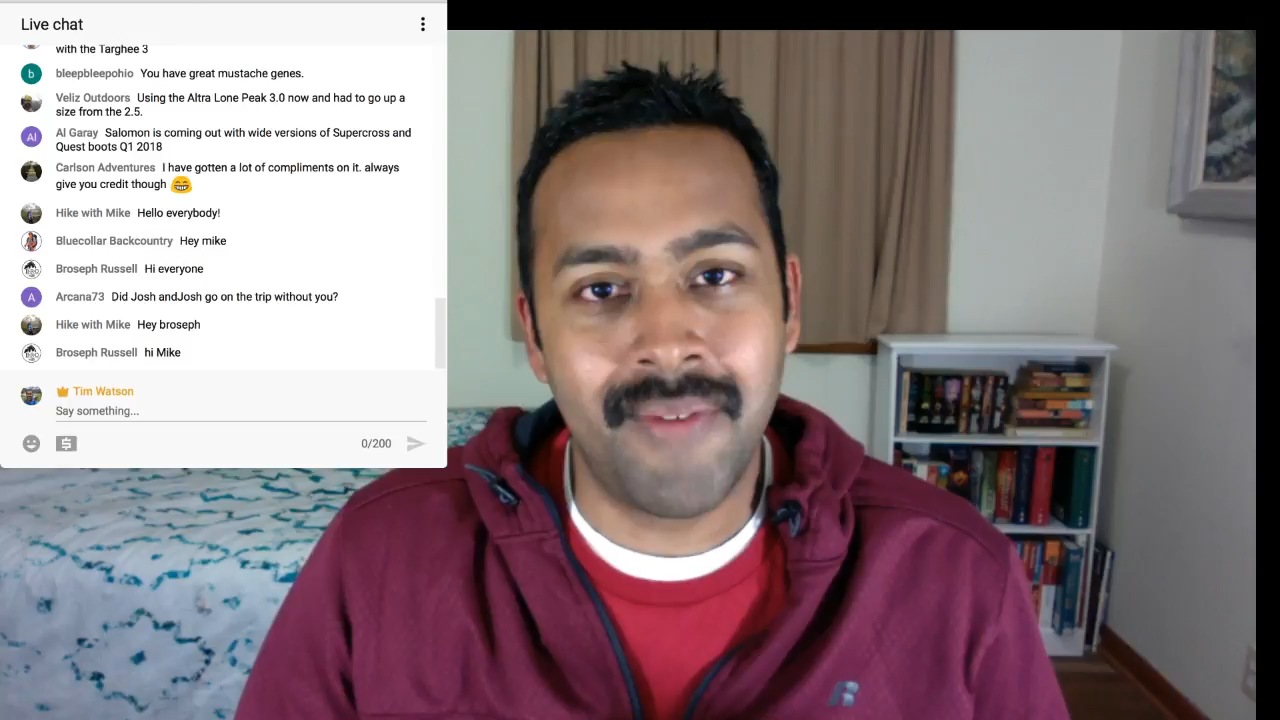 Live chat
with the Targhee 3
b
bleepbleepohio You have great mustache genes.
Veliz Outdoors Using the Altra Lone Peak 3.0 now and had to go up a
size from the 2.5.
Al
Al Garay Salomon is coming out with wide versions of Supercross and
Quest boots Q1 2018
Carlson Adventures I have gotten a lot of compliments on it. always
give you credit though 😁
Hike with Mike Hello everybody!
Bluecollar Backcountry Hey mike
Broseph Russell Hi everyone
A
Arcana73 Did Josh andJosh go on the trip without you?
Hike with Mike Hey broseph
Broseph Russell hi Mike
Tim Watson
Say something...
$
0/200
R